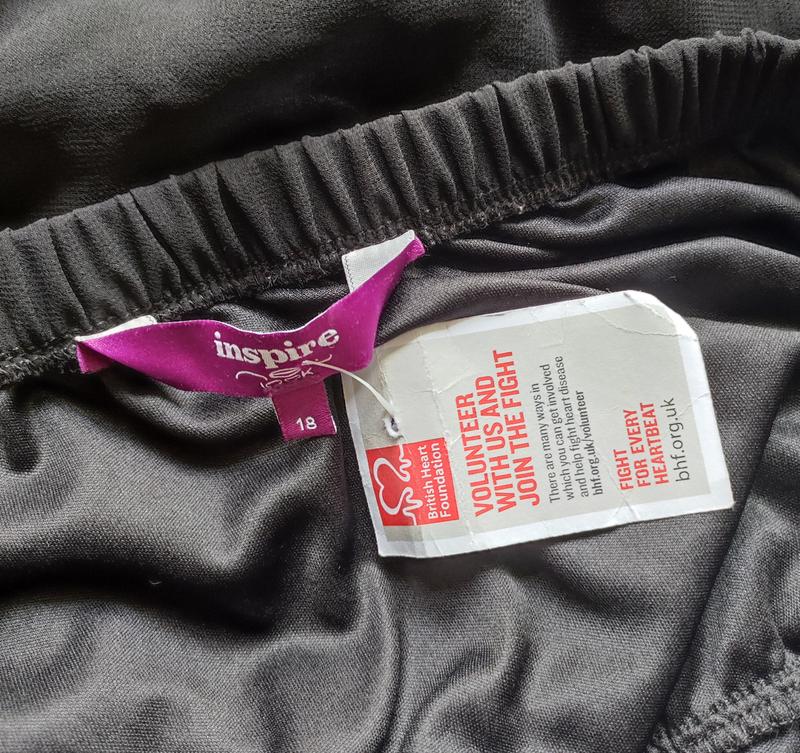 inspire
18
British Heart
Foundation
VOLUNTEER
WITH US AND
JOIN THE FIGHT
There are many ways in
which you can get involved
and help fight heart disease
bhf.org.uk/volunteer
FIGHT
FOR EVERY
HEARTBEAT
bhf.org.uk